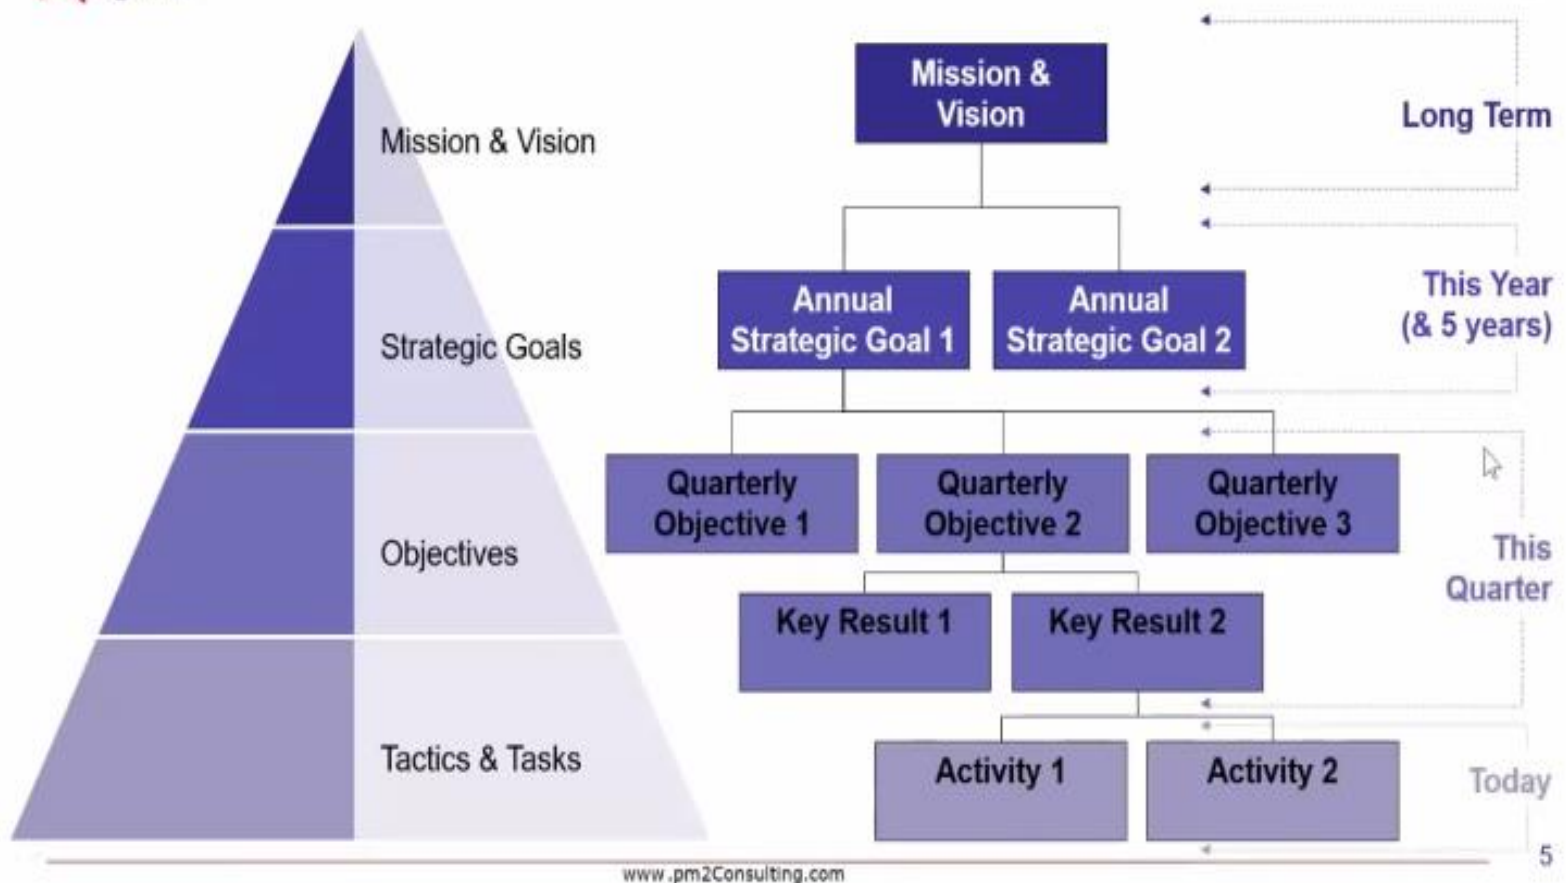 Mission & Vision
Strategic Goals
Objectives
Tactics & Tasks
Mission &
Vision
Annual
Strategic Goal 1
Annual
Strategic Goal 2
Quarterly
Objective 1
Quarterly
Objective 2
Quarterly
Objective 3
Key Result 1
Key Result 2
Activity 1
Activity 2
Long Term
This Year
(& 5 years)
This
Quarter
Today
5
www.pm2Consulting.com